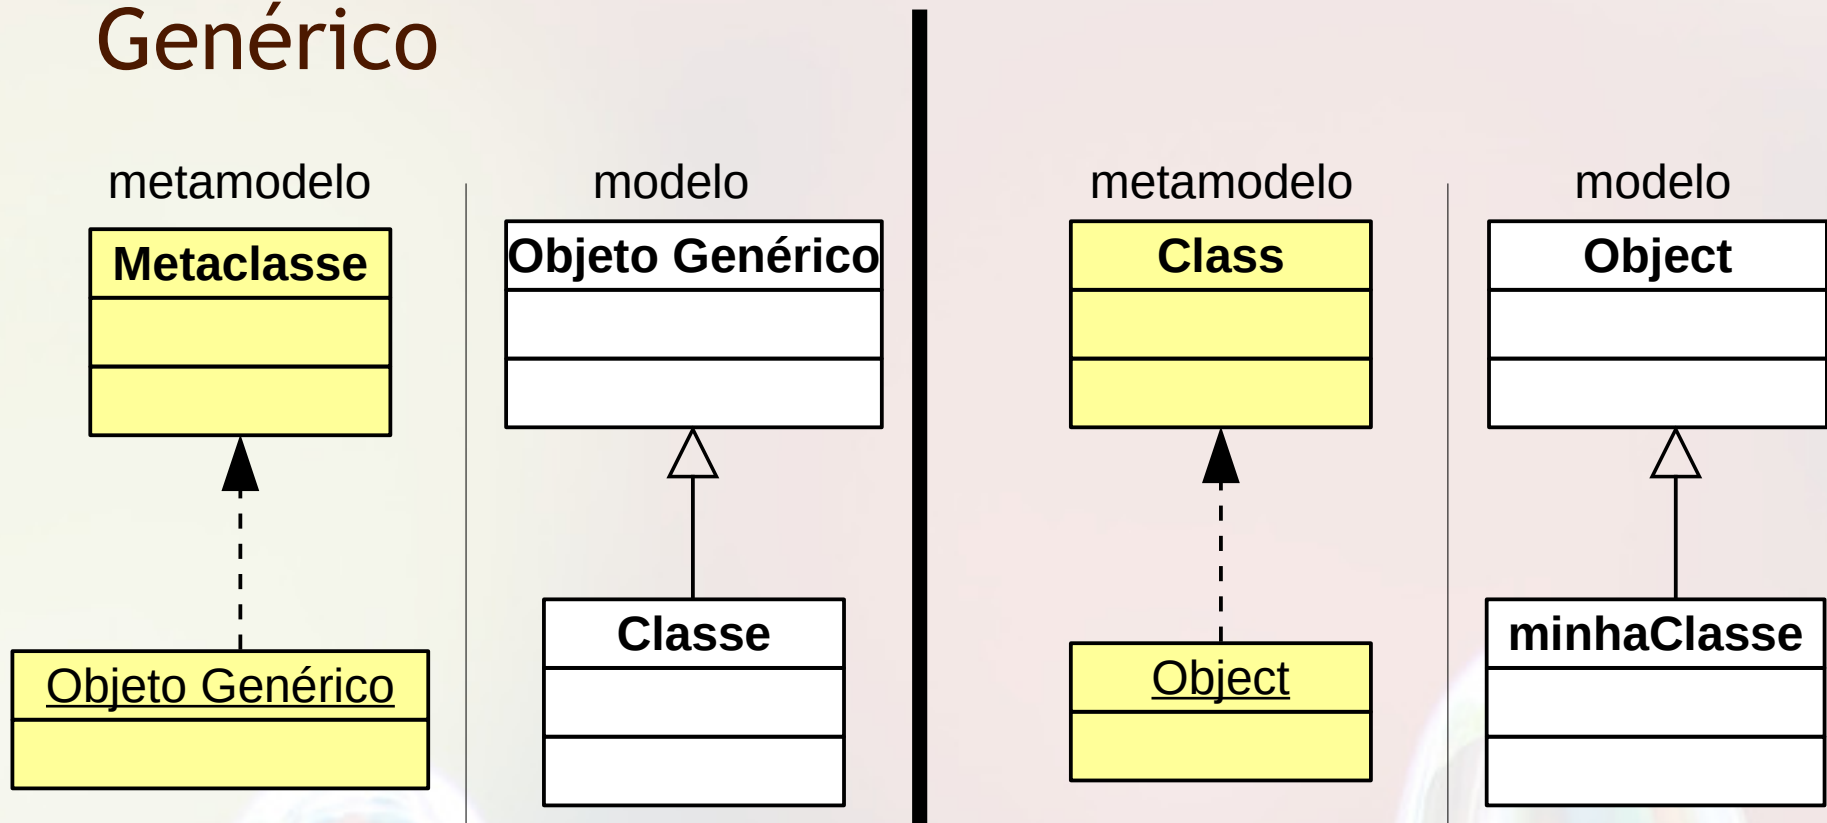 Genérico
metamodelo
modelo
Metaclasse
Objeto Genérico
Objeto Genérico
Classe
metamodelo
modelo
Class
Object
Object
minhaClasse